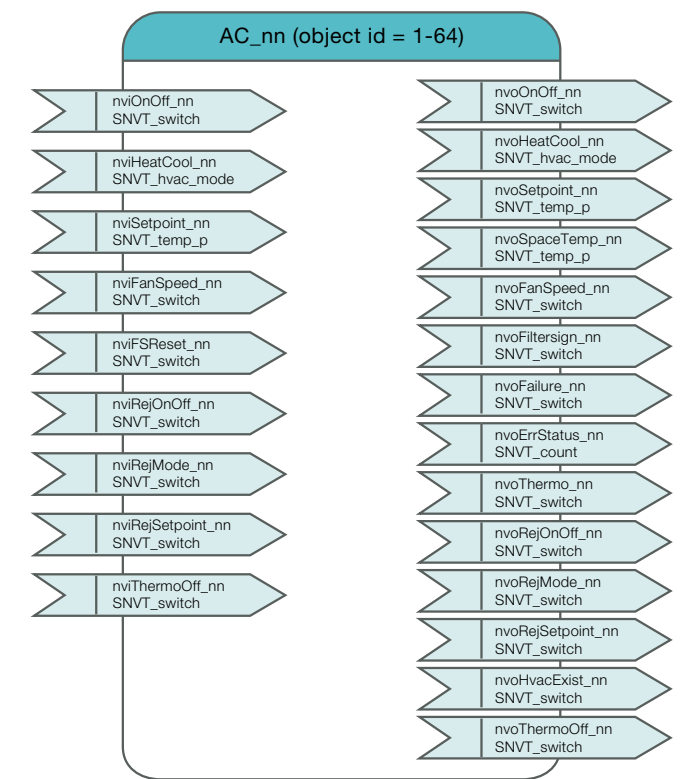 AC_nn (object id = 1-64)
nviOnOff_nn
SNVT_switch
nviHeatCool_nn
SNVT_hvac_mode
nviSetpoint_nn
SNVT_temp_p
nviFanSpeed_nn
SNVT_switch
nviFSReset_nn
SNVT_switch
nviRejOnOff_nn
SNVT_switch
nviRejMode_nn
SNVT_switch
nviRejSetpoint_nn
SNVT_switch
nviThermoOff_nn
SNVT_switch
nvoOnOff_nn
SNVT_switch
nvoHeatCool_nn
SNVT_hvac_mode
nvoSetpoint_nn
SNVT_temp_p
nvoSpaceTemp_nn
SNVT_temp_p
nvoFanSpeed_nn
SNVT_switch
nvoFiltersign_nn
SNVT_switch
nvoFailure_nn
SNVT_switch
nvoErrStatus_nn
SNVT_count
nvoThermo_nn
SNVT_switch
nvoRejOnOff_nn
SNVT_switch
nvoRejMode_nn
SNVT_switch
nvoRejSetpoint_nn
SNVT_switch
nvoHvacExist_nn
SNVT_switch
nvoThermoOff_nn
SNVT_switch